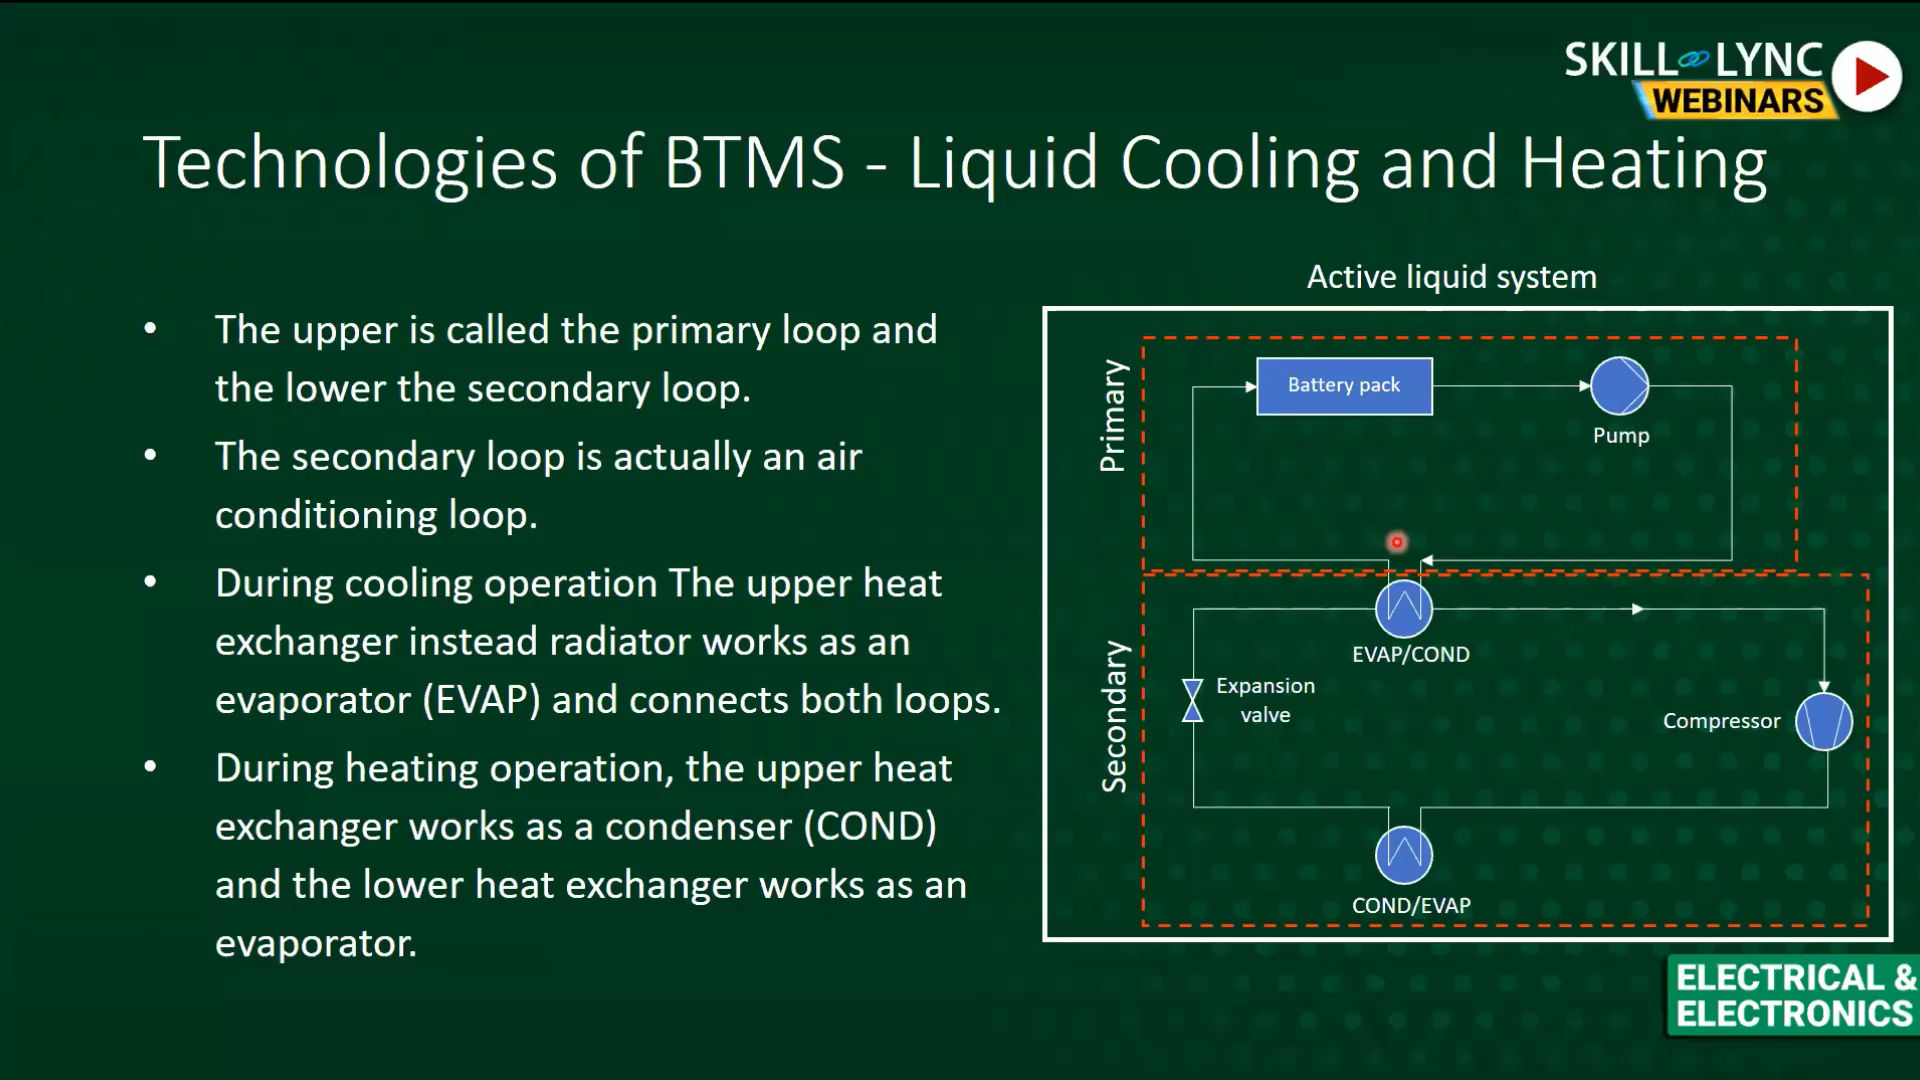 SKILL LYNC
WEBINARS
Technologies of BTMS - Liquid Cooling and Heating
• The upper is called the primary loop and
the lower the secondary loop.
• The secondary loop is actually an air
conditioning loop.
• During cooling operation The upper heat
exchanger instead radiator works as an
evaporator (EVAP) and connects both loops.
• During heating operation, the upper heat
exchanger works as a condenser (COND)
and the lower heat exchanger works as an
evaporator.
Active liquid system
Primary
Battery pack
Pump
Secondary
EVAP/COND
Expansion
valve
Compressor
COND/EVAP
ELECTRICAL &
ELECTRONICS